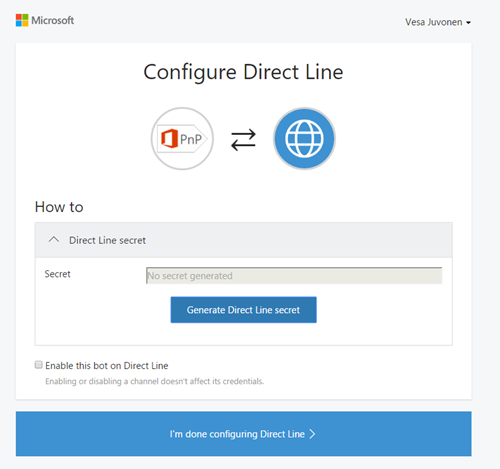 Microsoft
Vesa Juvonen
Configure Direct Line
PnP
How to
Direct Line secret
Secret
No secret generated
Generate Direct Line secret
Enable this bot on Direct Line
Enabling or disabling a channel doesn't affect its credentials.
I'm done configuring Direct Line